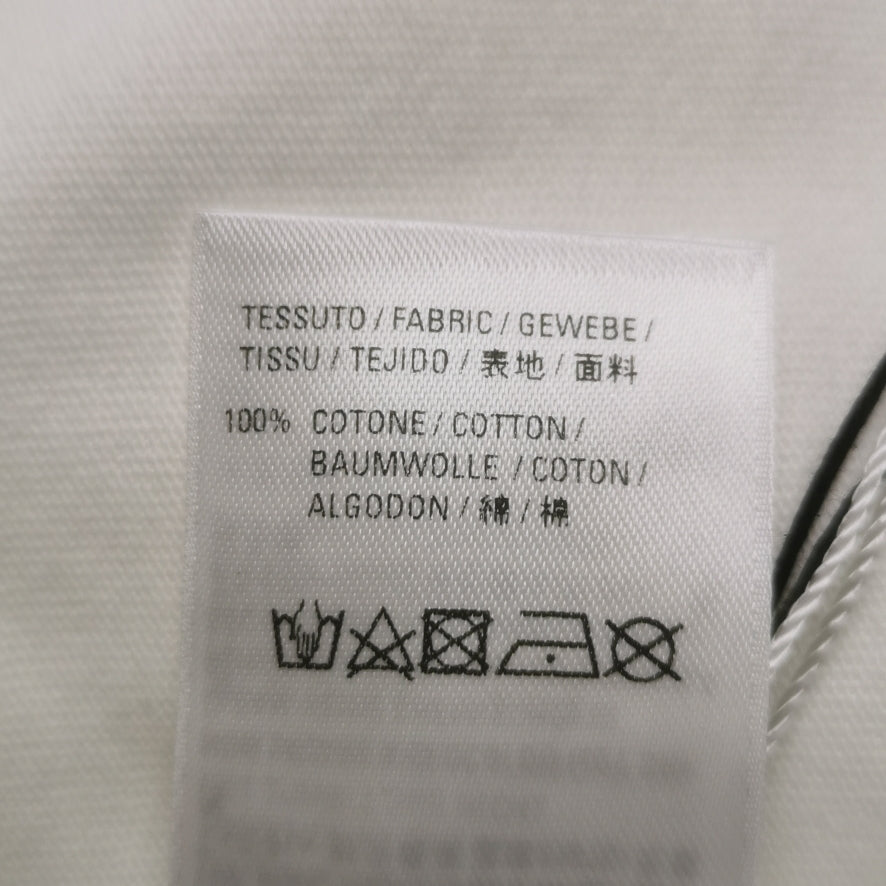 TESSUTO / FABRIC / GEWEBE /
TISSU / TEJIDO / 表地 / 面料
100% COTONE / COTTON /
BAUMWOLLE / COTON /
ALGODON / 綿 / 棉